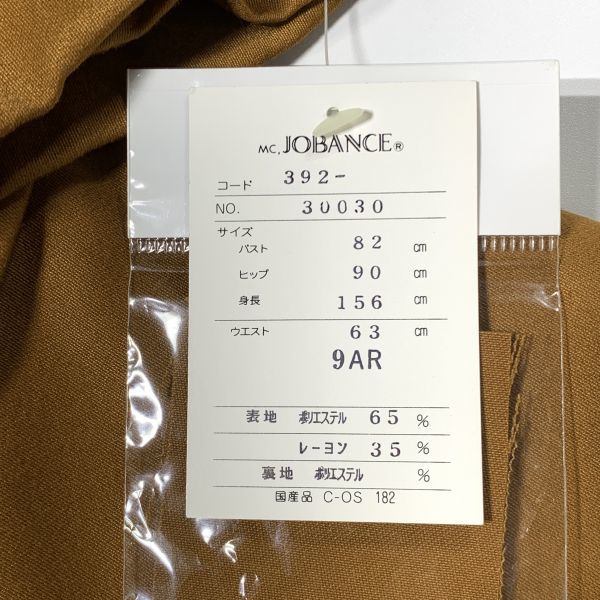 MC, JOBANCE®
コード 392-
NO. 30030
サイズ
バスト 82 cm
ヒップ 90 cm
身長 156 cm
ウエスト 63 cm
9AR
表地 ポリエステル 65 %
レーヨン 35 %
裏地 ポリエステル %
国産品 C-OS 182